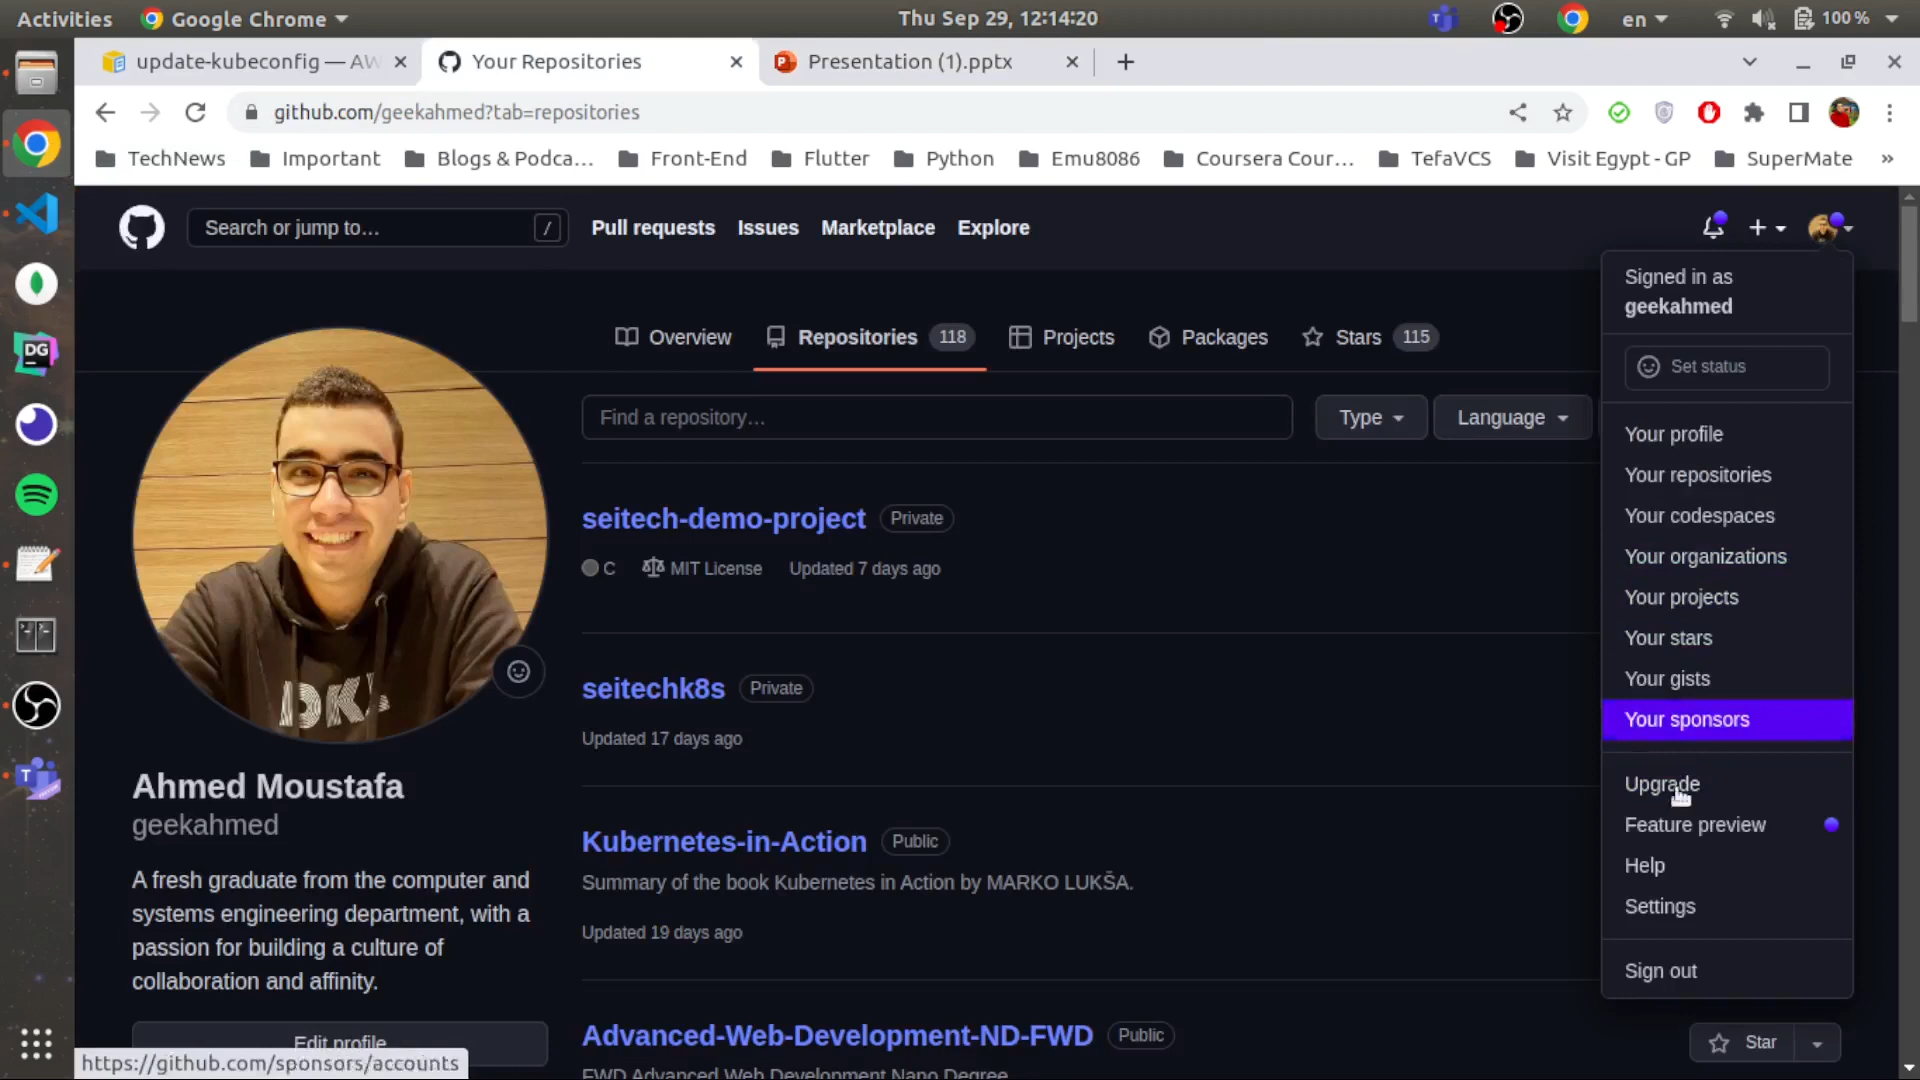 Activities Google Chrome Thu Sep 29, 12:14:20 en 100 %
update-kubeconfig — AW Your Repositories Presentation (1).pptx
github.com/geekahmed?tab=repositories
TechNews Important Blogs & Podca… Front-End Flutter Python Emu8086 Coursera Cour… TefaVCS Visit Egypt - GP SuperMate »
Search or jump to… / Pull requests Issues Marketplace Explore
Signed in as
geekahmed
Set status
Your profile
Your repositories
Your codespaces
Your organizations
Your projects
Your stars
Your gists
Your sponsors
Upgrade
Feature preview
Help
Settings
Sign out
Overview Repositories 118 Projects Packages Stars 115
Find a repository… Type Language
seitech-demo-project Private
C MIT License Updated 7 days ago
seitechk8s Private
Updated 17 days ago
Kubernetes-in-Action Public
Summary of the book Kubernetes in Action by MARKO LUKŠA.
Updated 19 days ago
Advanced-Web-Development-ND-FWD Public
Star
FWD Advanced Web Development Nano Degree
Ahmed Moustafa
geekahmed
A fresh graduate from the computer and
systems engineering department, with a
passion for building a culture of
collaboration and affinity.
Edit profile
https://github.com/sponsors/accounts
DG